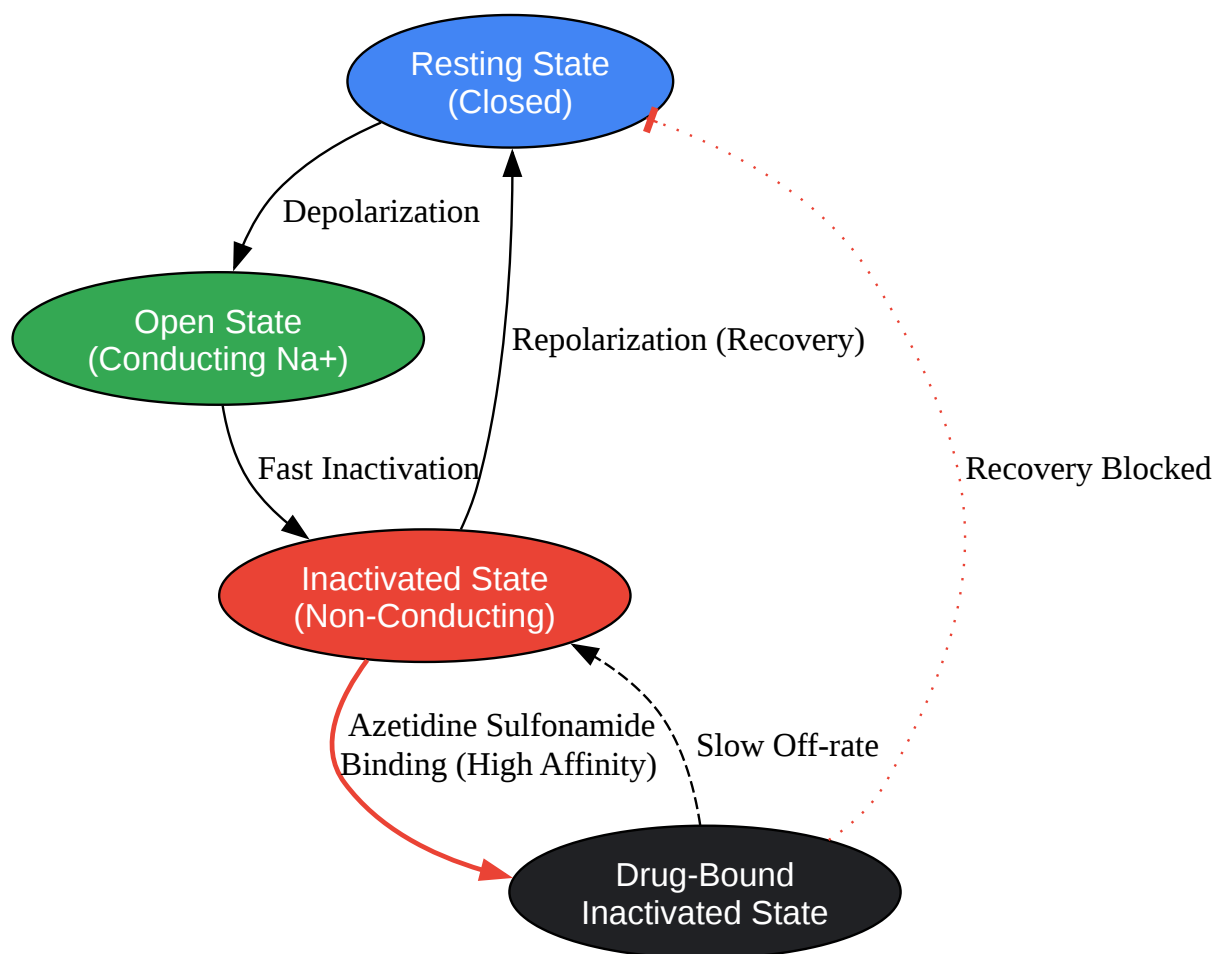 Resting State
(Closed)
Depolarization
Open State
(Conducting Na+)
Repolarization (Recovery)
Fast Inactivation
Recovery Blocked
Inactivated State
(Non-Conducting)
Azetidine Sulfonamide
Binding (High Affinity)
Slow Off-rate
Drug-Bound
Inactivated State